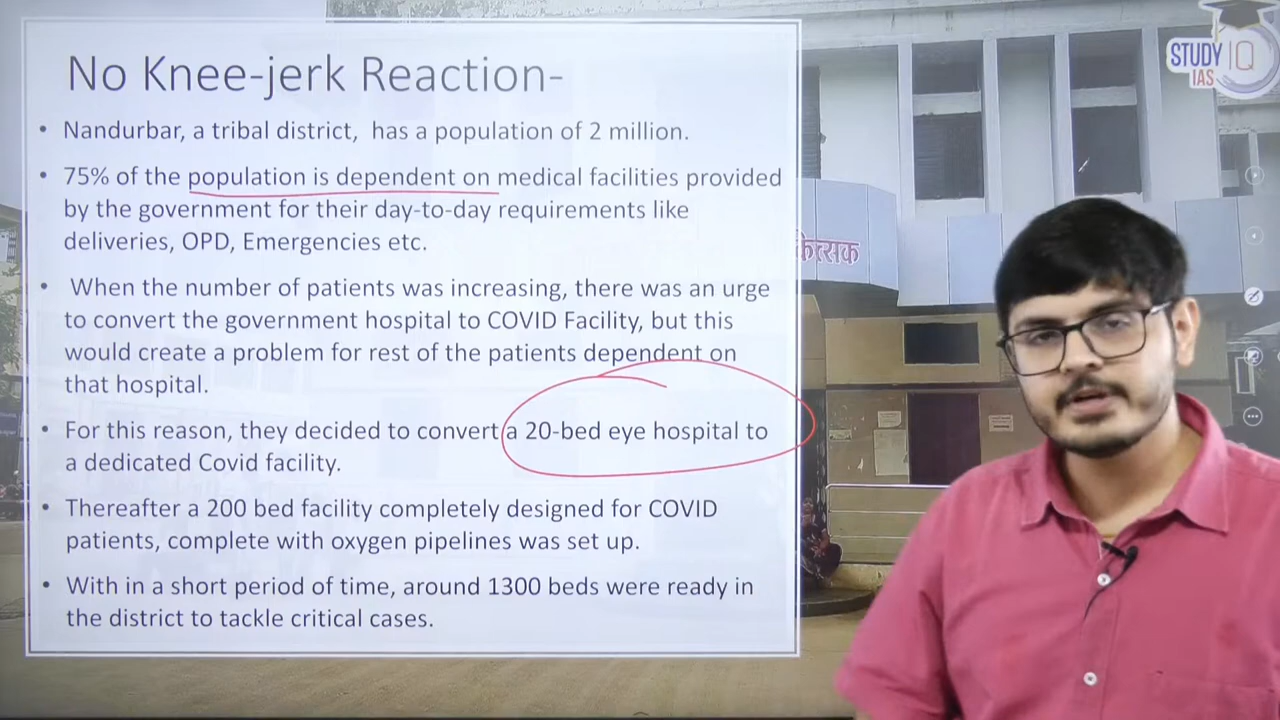 No Knee-jerk Reaction-
• Nandurbar, a tribal district, has a population of 2 million.
• 75% of the population is dependent on medical facilities provided
by the government for their day-to-day requirements like
deliveries, OPD, Emergencies etc.
• When the number of patients was increasing, there was an urge
to convert the government hospital to COVID Facility, but this
would create a problem for rest of the patients dependent on
that hospital.
• For this reason, they decided to convert a 20-bed eye hospital to
a dedicated Covid facility.
• Thereafter a 200 bed facility completely designed for COVID
patients, complete with oxygen pipelines was set up.
• With in a short period of time, around 1300 beds were ready in
the district to tackle critical cases.
STUDY IQ
IAS